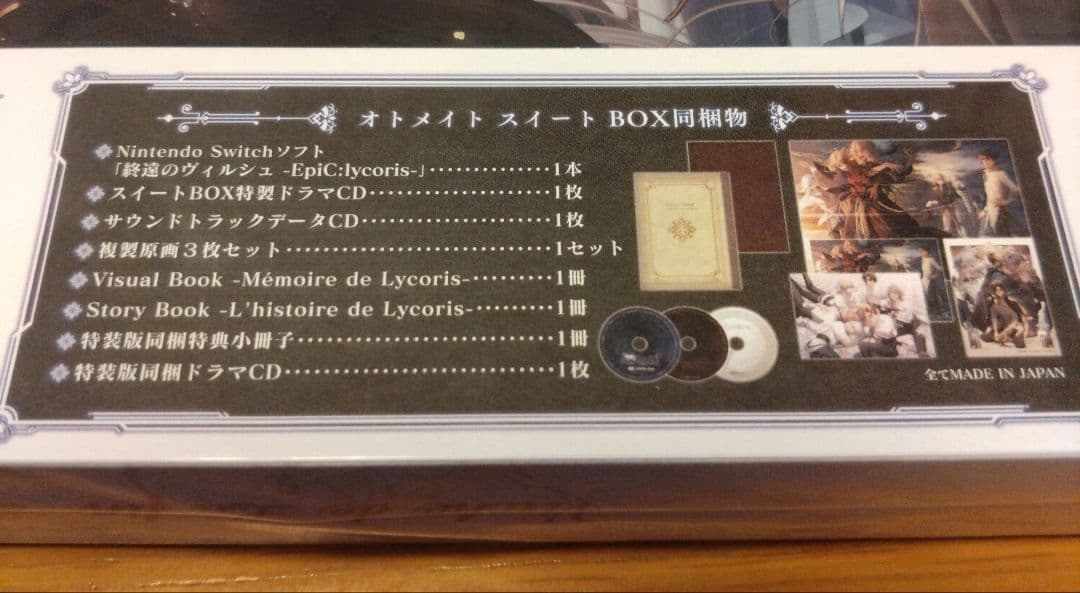 オトメイト スイート BOX同梱物
Nintendo Switchソフト
「終遠のヴィルシュ -EpiC:lycoris-」‥‥‥‥‥‥‥1本
スイートBOX特製ドラマCD‥‥‥‥‥‥‥‥‥‥1枚
サウンドトラックデータCD‥‥‥‥‥‥‥‥‥‥1枚
複製原画３枚セット‥‥‥‥‥‥‥‥‥‥‥‥‥1セット
Visual Book -Mémoire de Lycoris-‥‥‥‥‥1冊
Story Book -L'histoire de Lycoris-‥‥‥‥‥1冊
特装版同梱特典小冊子‥‥‥‥‥‥‥‥‥‥‥‥‥1冊
特装版同梱ドラマCD‥‥‥‥‥‥‥‥‥‥‥‥‥‥1枚
全てMADE IN JAPAN